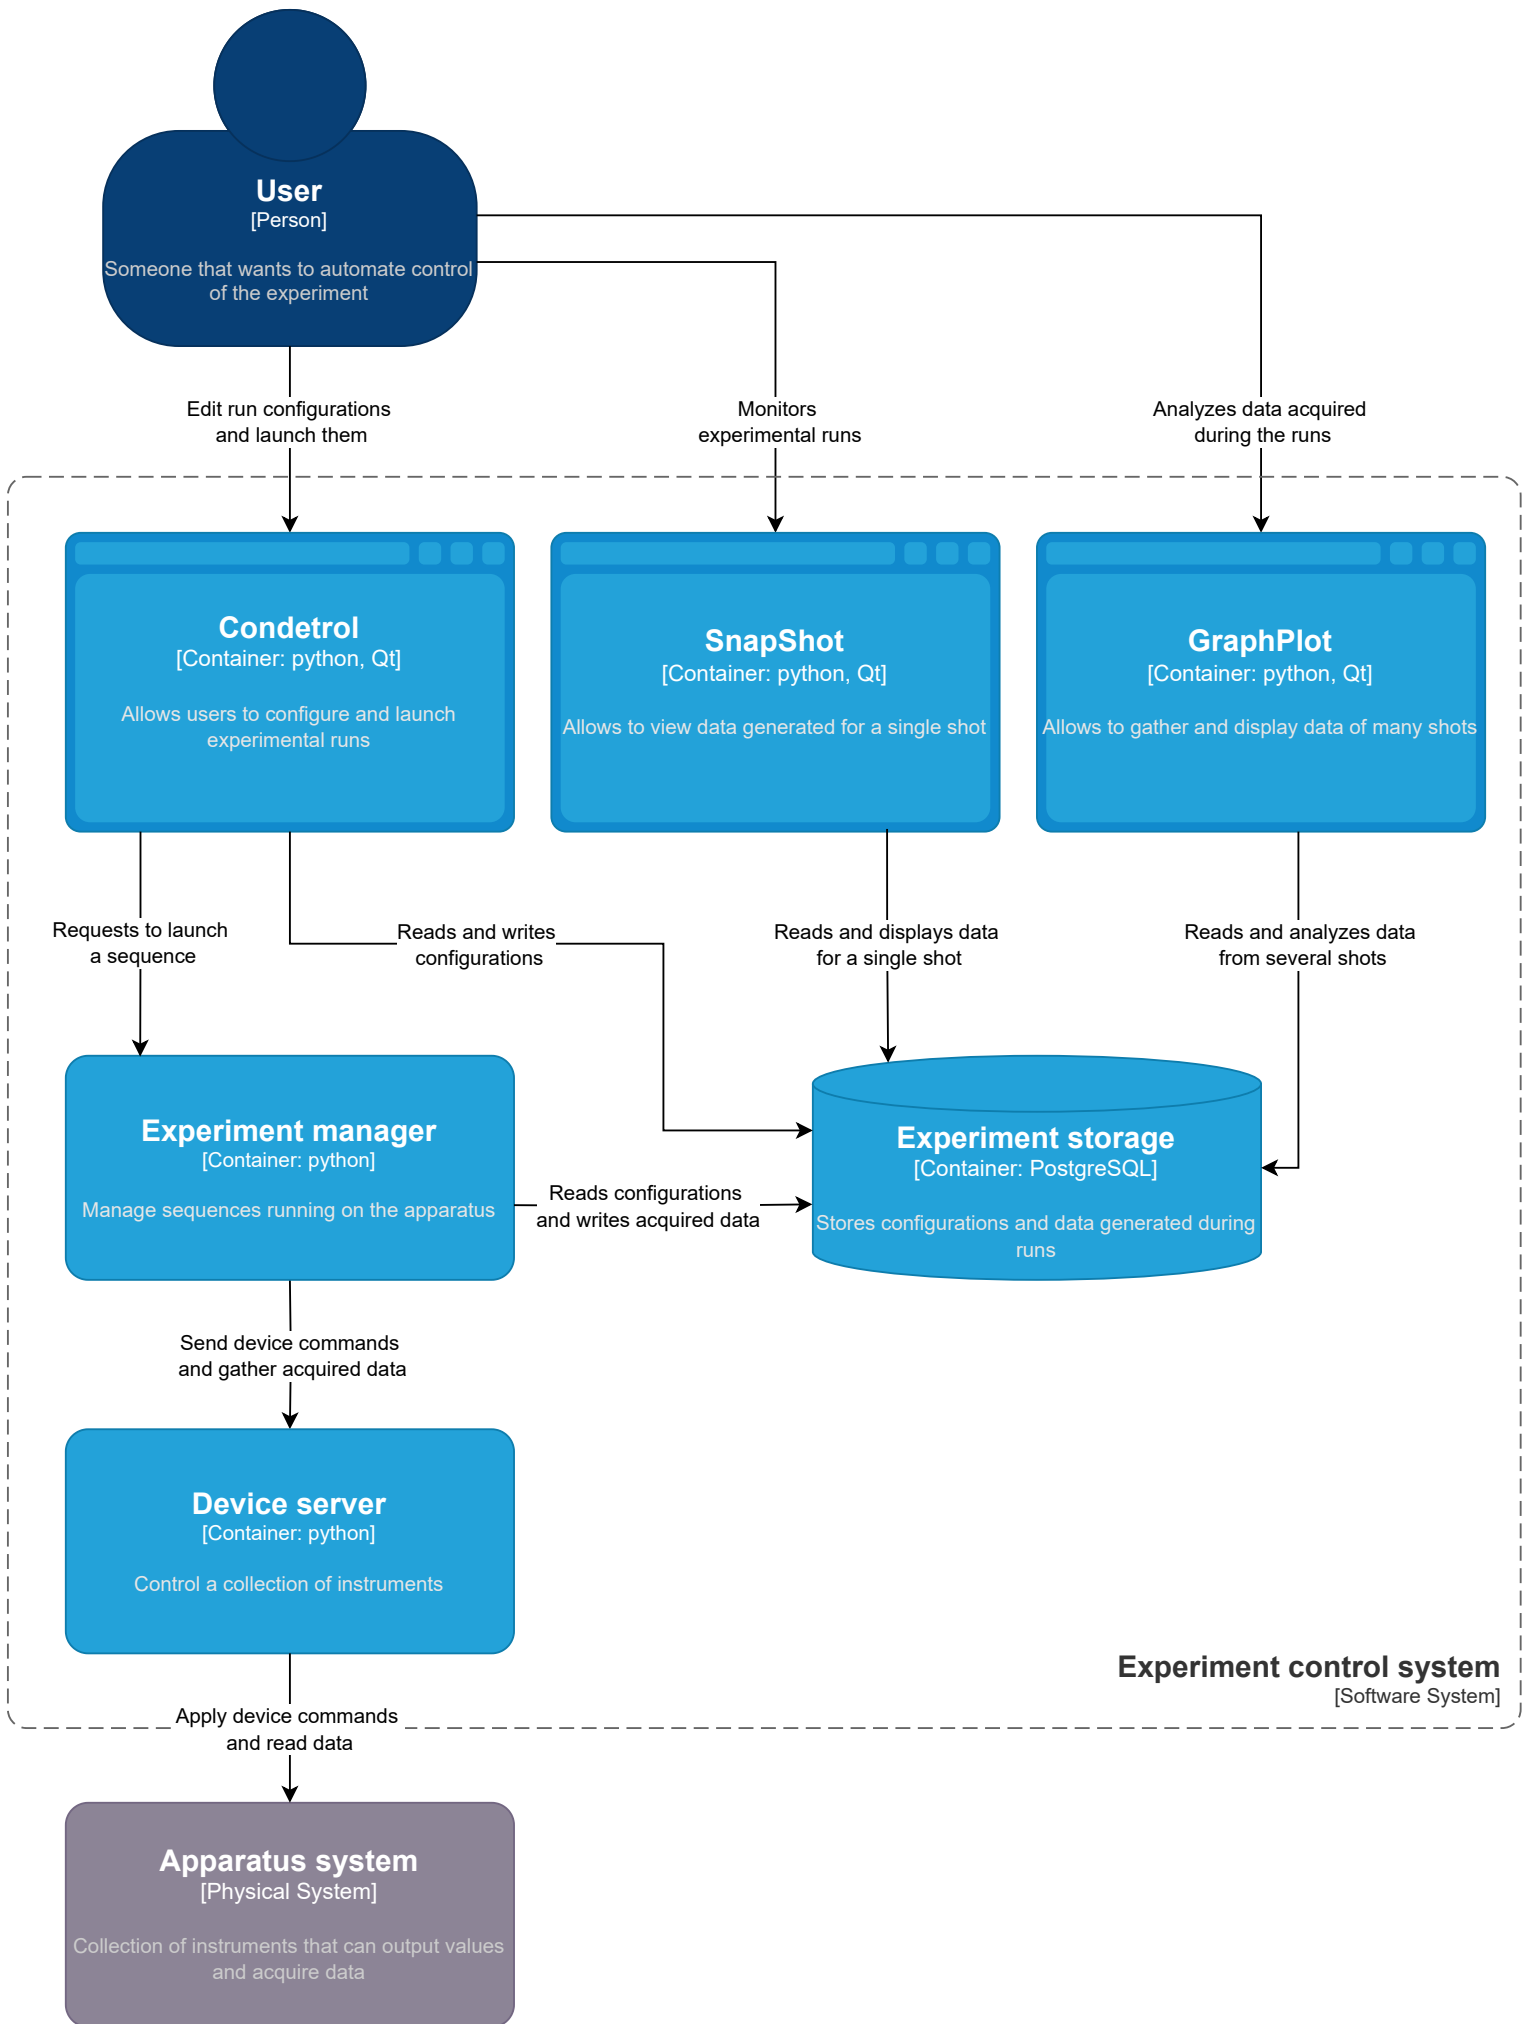 User
[Person]
Someone that wants to automate control
of the experiment
Edit run configurations
and launch them
Monitors
experimental runs
Analyzes data acquired
during the runs
Condetrol
[Container: python, Qt]
Allows users to configure and launch
experimental runs
SnapShot
[Container: python, Qt]
Allows to view data generated for a single shot
GraphPlot
[Container: python, Qt]
Allows to gather and display data of many shots
Requests to launch
a sequence
Reads and writes
configurations
Reads and displays data
for a single shot
Reads and analyzes data
from several shots
Experiment manager
[Container: python]
Manage sequences running on the apparatus
Reads configurations
and writes acquired data
Experiment storage
[Container: PostgreSQL]
Stores configurations and data generated during
runs
Send device commands
and gather acquired data
Device server
[Container: python]
Control a collection of instruments
Experiment control system
[Software System]
Apply device commands
and read data
Apparatus system
[Physical System]
Collection of instruments that can output values
and acquire data